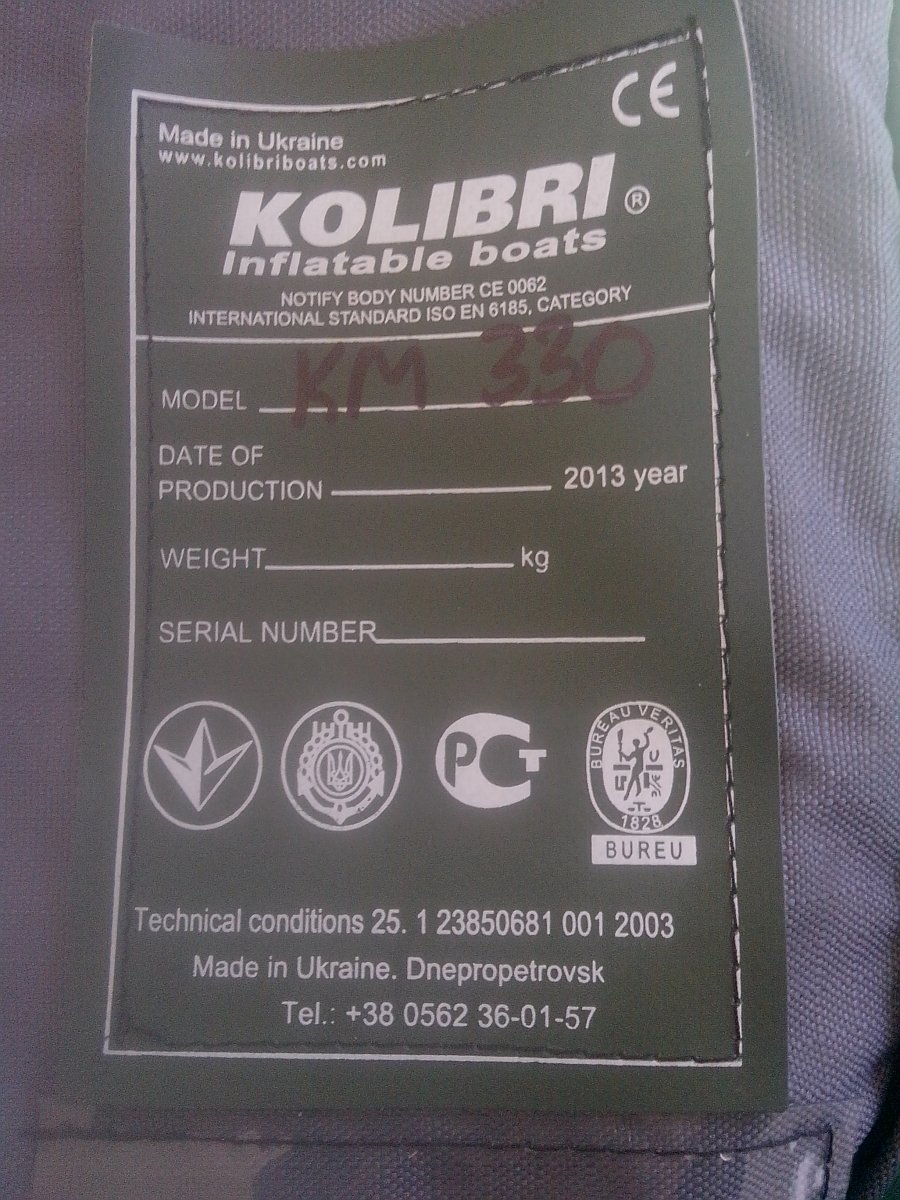 CE
Made in Ukraine
www.kolibriboats.com
KOLIBRI ®
Inflatable boats
NOTIFY BODY NUMBER CE 0062
INTERNATIONAL STANDARD ISO EN 6185, CATEGORY
MODEL KM 330
DATE OF
PRODUCTION 2013 year
WEIGHT kg
SERIAL NUMBER
РСТ
BUREAU VERITAS
1828
BUREU
Technical conditions 25. 1 23850681 001 2003
Made in Ukraine. Dnepropetrovsk
Tel.: +38 0562 36-01-57